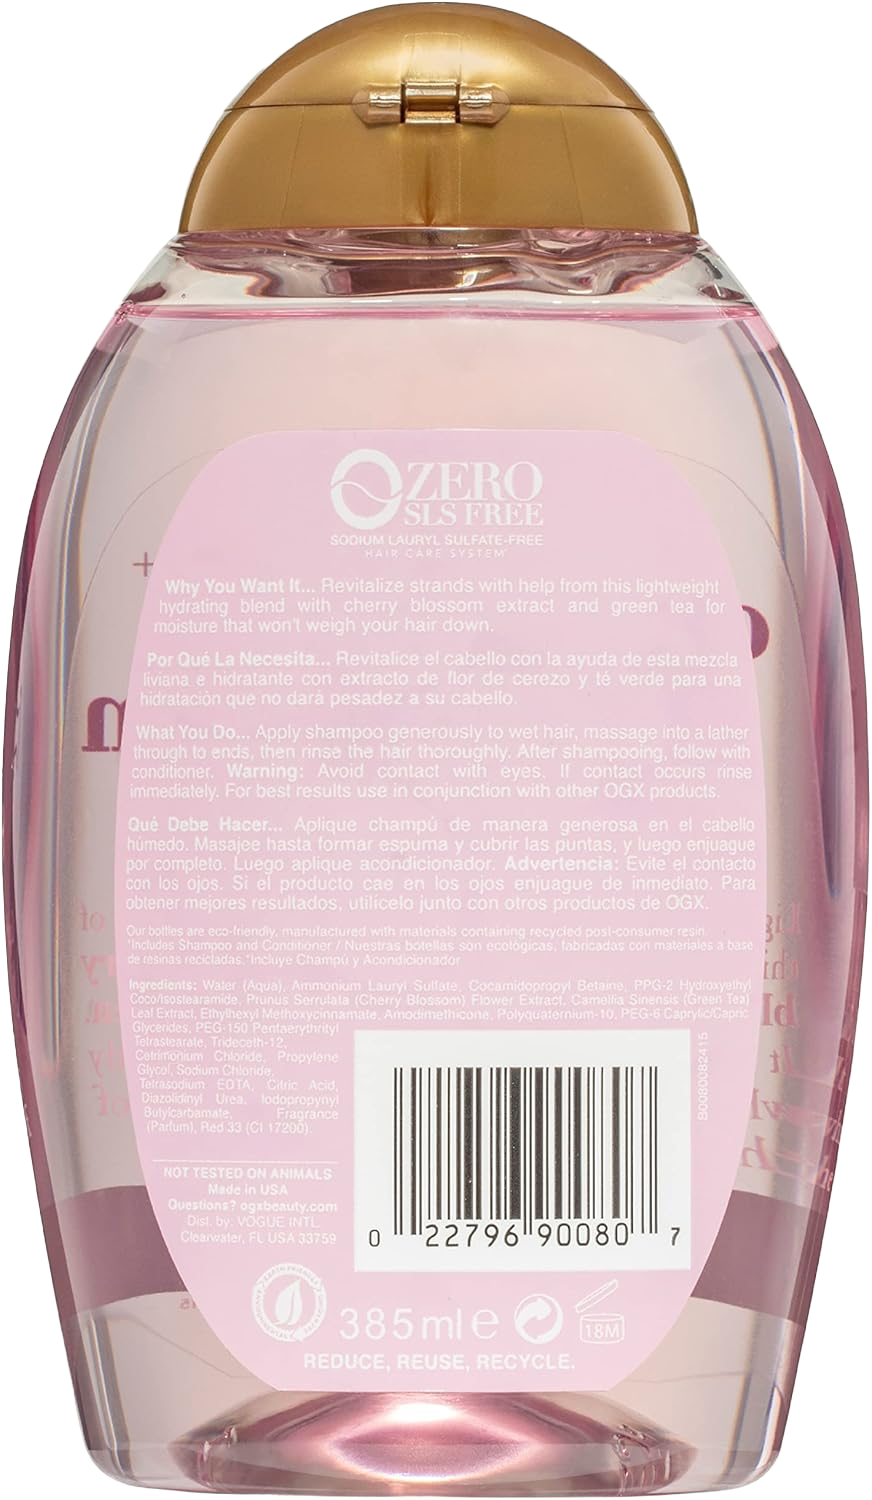 ZERO
SLS FREE
SODIUM LAURYL SULFATE-FREE
HAIR CARE SYSTEM
Why You Want It... Revitalize strands with help from this lightweight
hydrating blend with cherry blossom extract and green tea for
moisture that won't weigh your hair down.
Por Qué La Necesita... Revitalice el cabello con la ayuda de esta mezcla
liviana e hidratante con extracto de flor de cerezo y té verde para una
hidratación que no dará pesadez a su cabello.
What You Do... Apply shampoo generously to wet hair, massage into a lather
through to ends, then rinse the hair thoroughly. After shampooing, follow with
conditioner. Warning: Avoid contact with eyes. If contact occurs rinse
immediately. For best results use in conjunction with other OGX products.
Qué Debe Hacer... Aplique champú de manera generosa en el cabello
húmedo. Masajee hasta formar espuma y cubrir las puntas, y luego enjuague
por completo. Luego aplique acondicionador. Advertencia: Evite el contacto
con los ojos. Si el producto cae en los ojos enjuague de inmediato. Para
obtener mejores resultados, utilícelo junto con otros productos de OGX.
Our bottles are eco-friendly, manufactured with materials containing recycled post-consumer resin.
*Includes Shampoo and Conditioner / Nuestras botellas son ecológicas, fabricadas con materiales a base
de resinas recicladas. *Incluye Champú y Acondicionador
Ingredients: Water (Aqua), Ammonium Lauryl Sulfate, Cocamidopropyl Betaine, PPG-2 Hydroxyethyl
Coco/Isostearamide, Prunus Serrulata (Cherry Blossom) Flower Extract, Camellia Sinensis (Green Tea)
Leaf Extract, Ethylhexyl Methoxycinnamate, Amodimethicone, Polyquaternium-10, PEG-6 Caprylic/Capric
Glycerides, PEG-150 Pentaerythrityl
Tetrastearate, Trideceth-12,
Cetrimonium Chloride, Propylene
Glycol, Sodium Chloride,
Tetrasodium EDTA, Citric Acid,
Diazolidinyl Urea, Iodopropynyl
Butylcarbamate, Fragrance
(Parfum), Red 33 (CI 17200).
B0080082415
NOT TESTED ON ANIMALS
Made in USA
Questions? ogxbeauty.com
Dist. by: VOGUE INTL.
Clearwater, FL USA 33759
0 22796 90080 7
385ml e
18M
REDUCE, REUSE, RECYCLE.